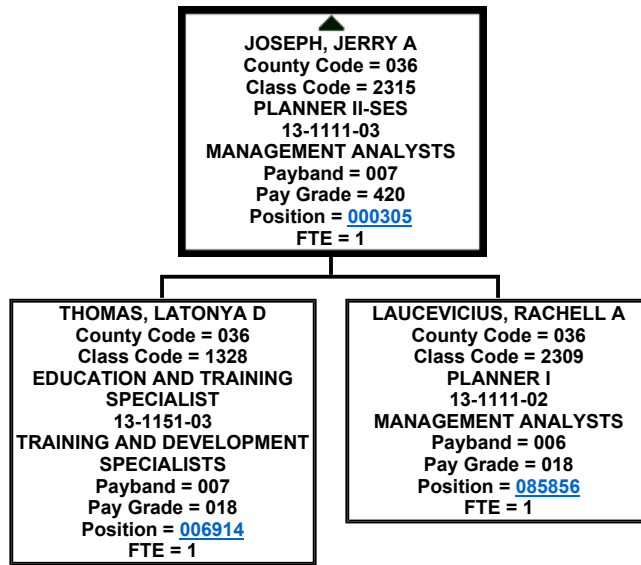 JOSEPH, JERRY A
County Code = 036
Class Code = 2315
PLANNER II-SES
13-1111-03
MANAGEMENT ANALYSTS
Payband = 007
Pay Grade = 420
Position = 000305
FTE = 1
THOMAS, LATONYA D
County Code = 036
Class Code = 1328
EDUCATION AND TRAINING
SPECIALIST
13-1151-03
TRAINING AND DEVELOPMENT
SPECIALISTS
Payband = 007
Pay Grade = 018
Position = 006914
FTE = 1
LAUCEVICIUS, RACHELL A
County Code = 036
Class Code = 2309
PLANNER I
13-1111-02
MANAGEMENT ANALYSTS
Payband = 006
Pay Grade = 018
Position = 085856
FTE = 1